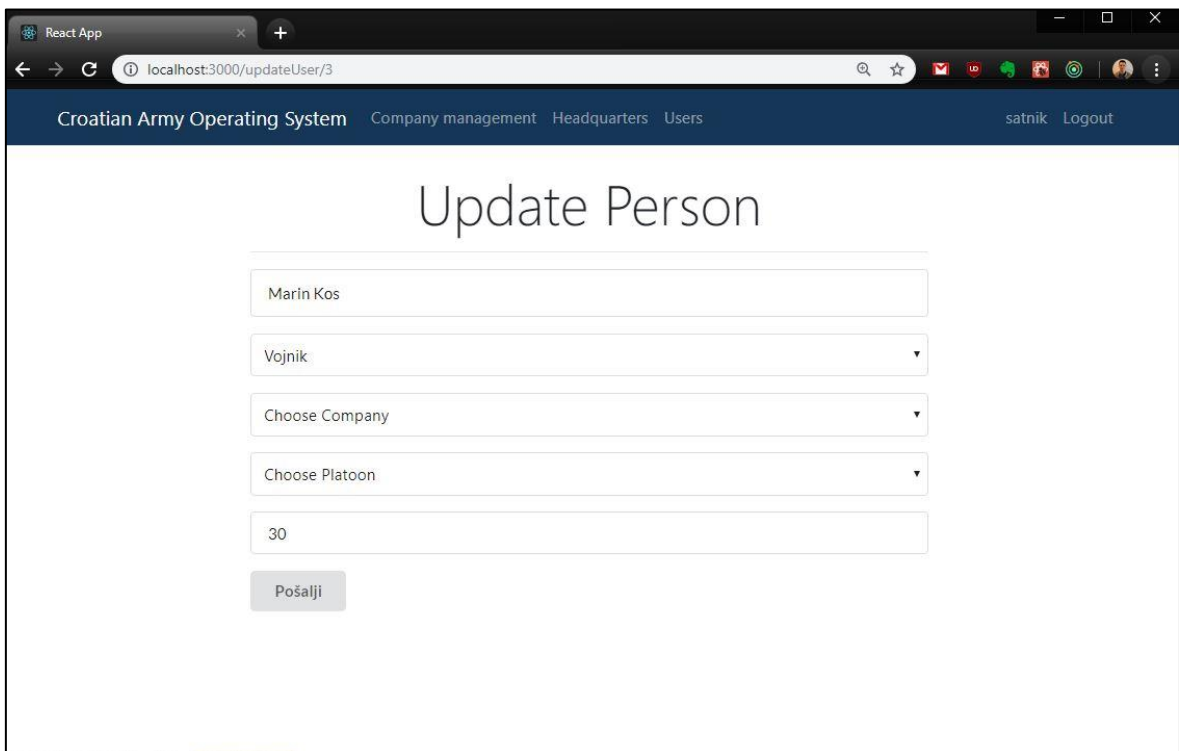 React App
localhost:3000/updateUser/3
Croatian Army Operating System Company management Headquarters Users satnik Logout
Update Person
Marin Kos
Vojnik
Choose Company
Choose Platoon
30
Pošalji